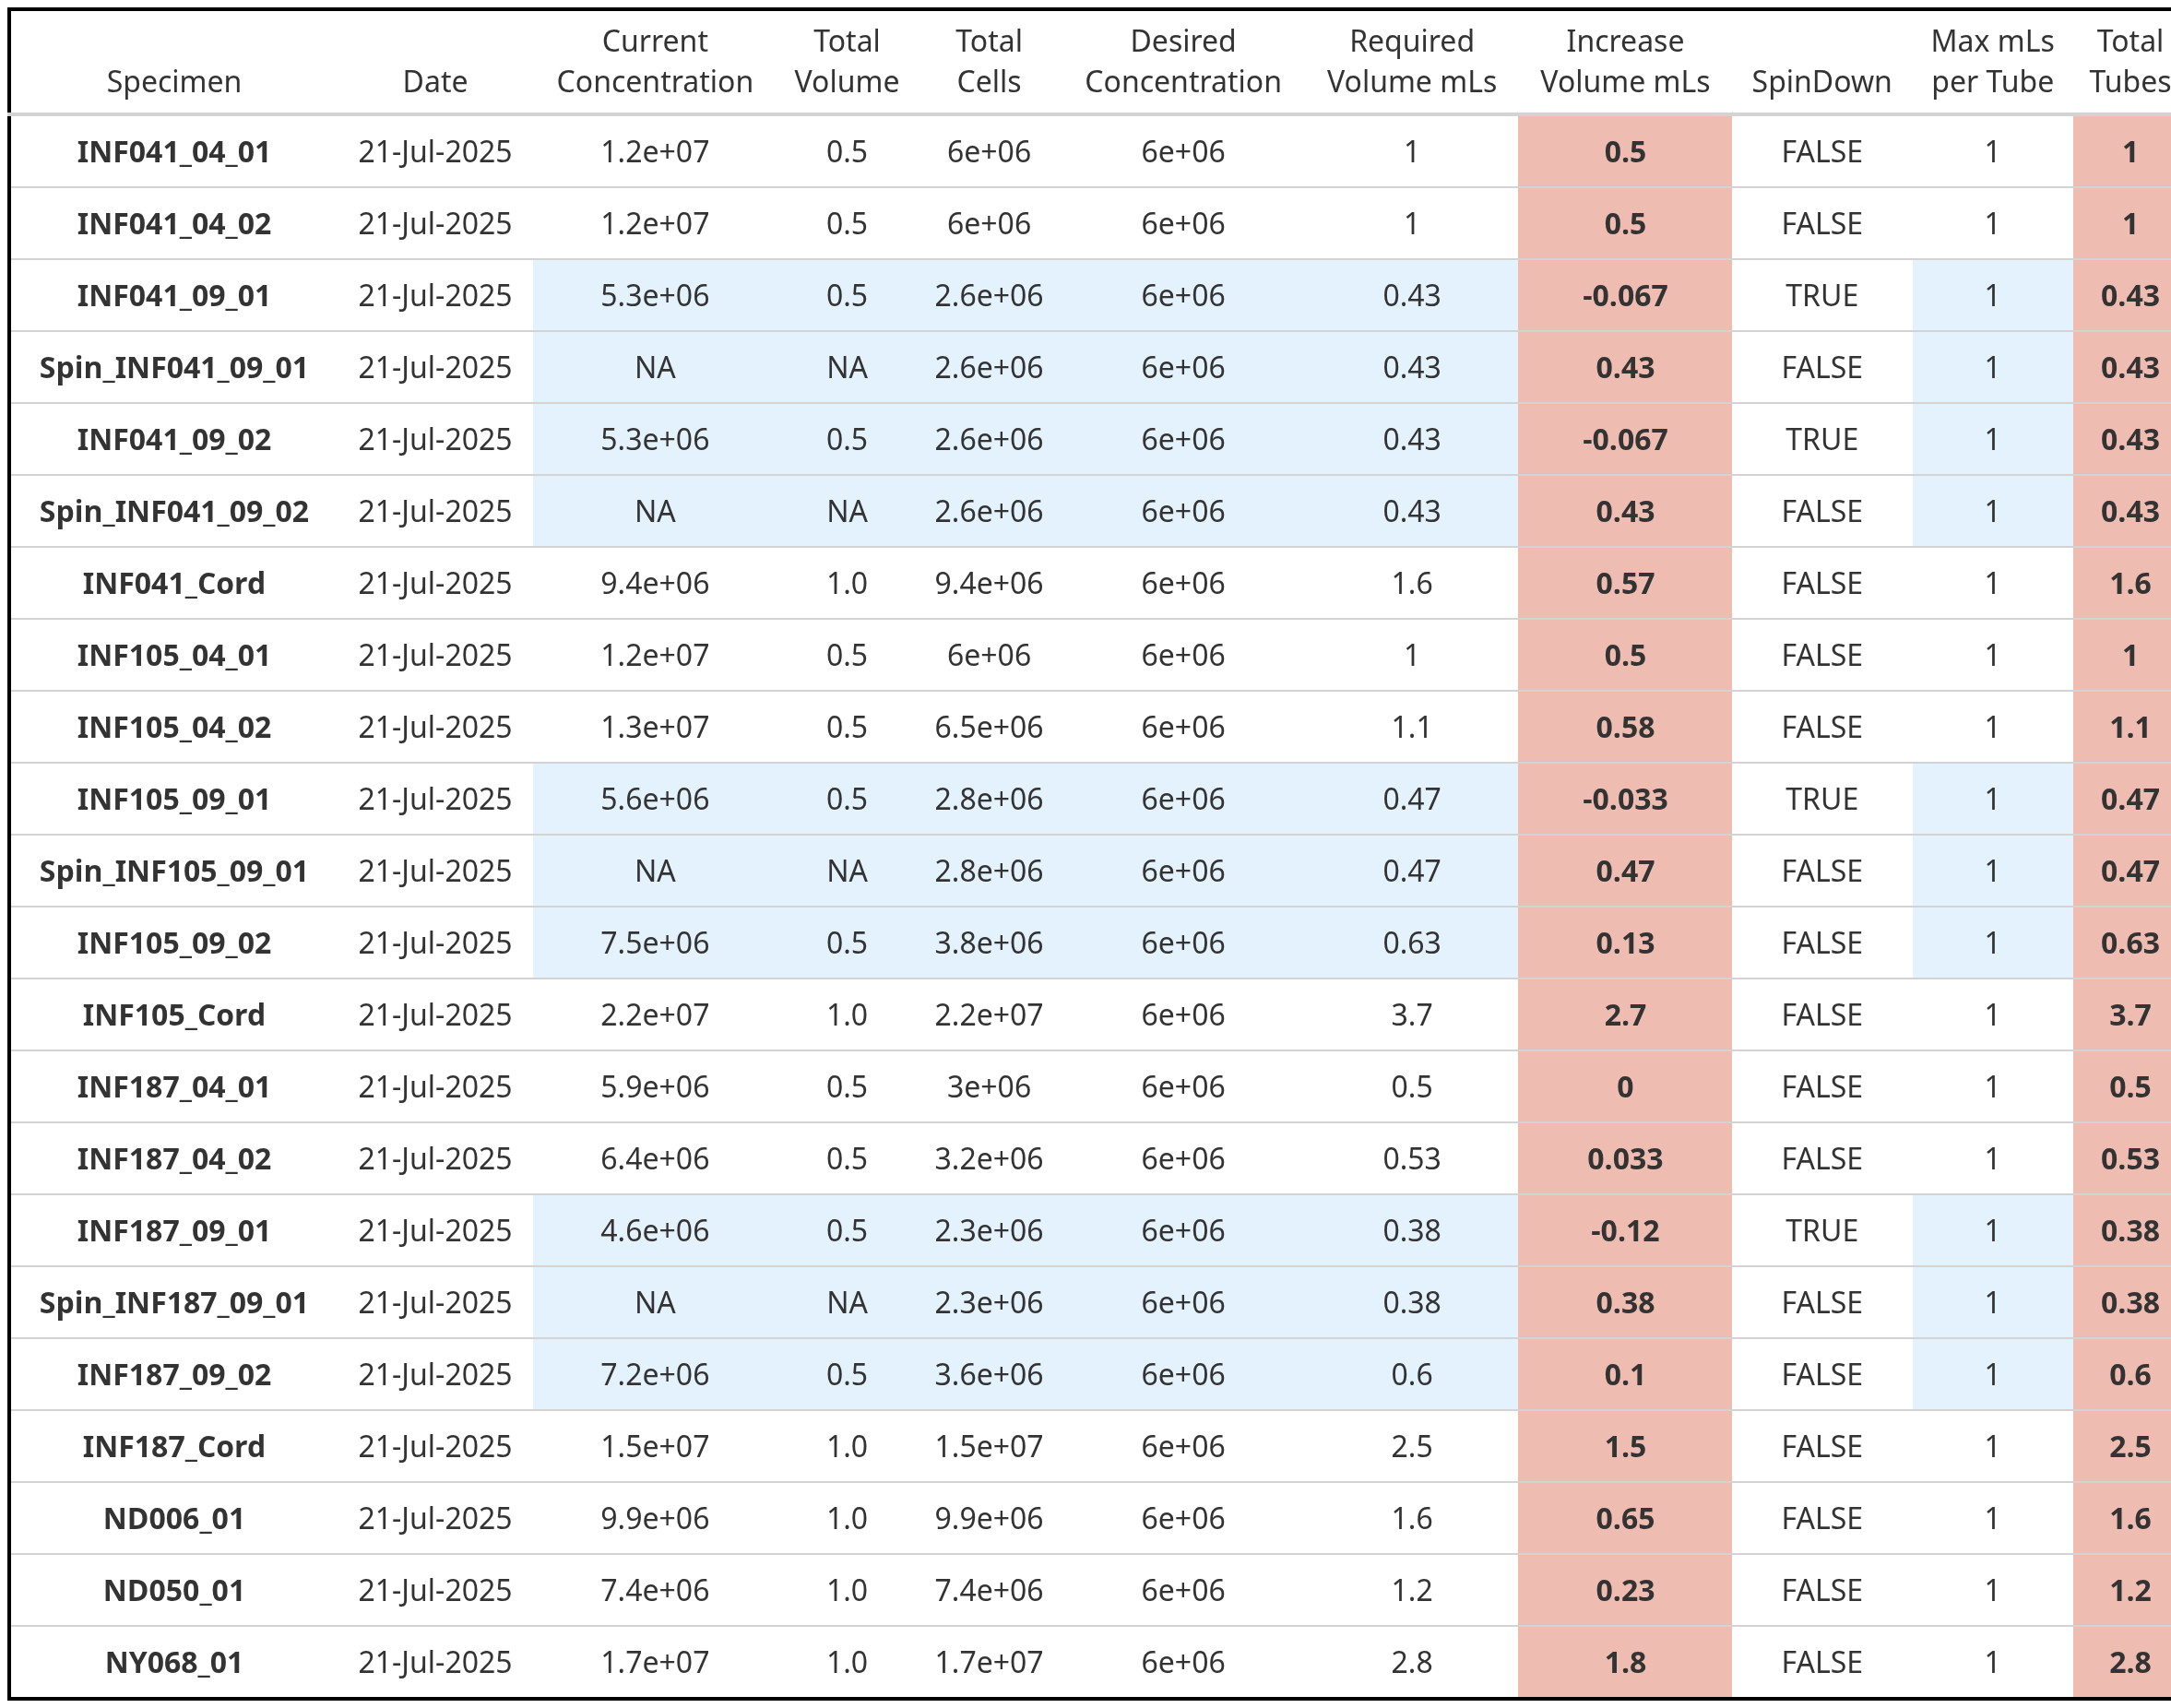 Specimen Date Current Concentration Total Volume Total Cells Desired Concentration Required Volume mLs Increase Volume mLs SpinDown Max mLs per Tube Total Tubes
INF041_04_01 21-Jul-2025 1.2e+07 0.5 6e+06 6e+06 1 0.5 FALSE 1 1
INF041_04_02 21-Jul-2025 1.2e+07 0.5 6e+06 6e+06 1 0.5 FALSE 1 1
INF041_09_01 21-Jul-2025 5.3e+06 0.5 2.6e+06 6e+06 0.43 -0.067 TRUE 1 0.43
Spin_INF041_09_01 21-Jul-2025 NA NA 2.6e+06 6e+06 0.43 0.43 FALSE 1 0.43
INF041_09_02 21-Jul-2025 5.3e+06 0.5 2.6e+06 6e+06 0.43 -0.067 TRUE 1 0.43
Spin_INF041_09_02 21-Jul-2025 NA NA 2.6e+06 6e+06 0.43 0.43 FALSE 1 0.43
INF041_Cord 21-Jul-2025 9.4e+06 1.0 9.4e+06 6e+06 1.6 0.57 FALSE 1 1.6
INF105_04_01 21-Jul-2025 1.2e+07 0.5 6e+06 6e+06 1 0.5 FALSE 1 1
INF105_04_02 21-Jul-2025 1.3e+07 0.5 6.5e+06 6e+06 1.1 0.58 FALSE 1 1.1
INF105_09_01 21-Jul-2025 5.6e+06 0.5 2.8e+06 6e+06 0.47 -0.033 TRUE 1 0.47
Spin_INF105_09_01 21-Jul-2025 NA NA 2.8e+06 6e+06 0.47 0.47 FALSE 1 0.47
INF105_09_02 21-Jul-2025 7.5e+06 0.5 3.8e+06 6e+06 0.63 0.13 FALSE 1 0.63
INF105_Cord 21-Jul-2025 2.2e+07 1.0 2.2e+07 6e+06 3.7 2.7 FALSE 1 3.7
INF187_04_01 21-Jul-2025 5.9e+06 0.5 3e+06 6e+06 0.5 0 FALSE 1 0.5
INF187_04_02 21-Jul-2025 6.4e+06 0.5 3.2e+06 6e+06 0.53 0.033 FALSE 1 0.53
INF187_09_01 21-Jul-2025 4.6e+06 0.5 2.3e+06 6e+06 0.38 -0.12 TRUE 1 0.38
Spin_INF187_09_01 21-Jul-2025 NA NA 2.3e+06 6e+06 0.38 0.38 FALSE 1 0.38
INF187_09_02 21-Jul-2025 7.2e+06 0.5 3.6e+06 6e+06 0.6 0.1 FALSE 1 0.6
INF187_Cord 21-Jul-2025 1.5e+07 1.0 1.5e+07 6e+06 2.5 1.5 FALSE 1 2.5
ND006_01 21-Jul-2025 9.9e+06 1.0 9.9e+06 6e+06 1.6 0.65 FALSE 1 1.6
ND050_01 21-Jul-2025 7.4e+06 1.0 7.4e+06 6e+06 1.2 0.23 FALSE 1 1.2
NY068_01 21-Jul-2025 1.7e+07 1.0 1.7e+07 6e+06 2.8 1.8 FALSE 1 2.8